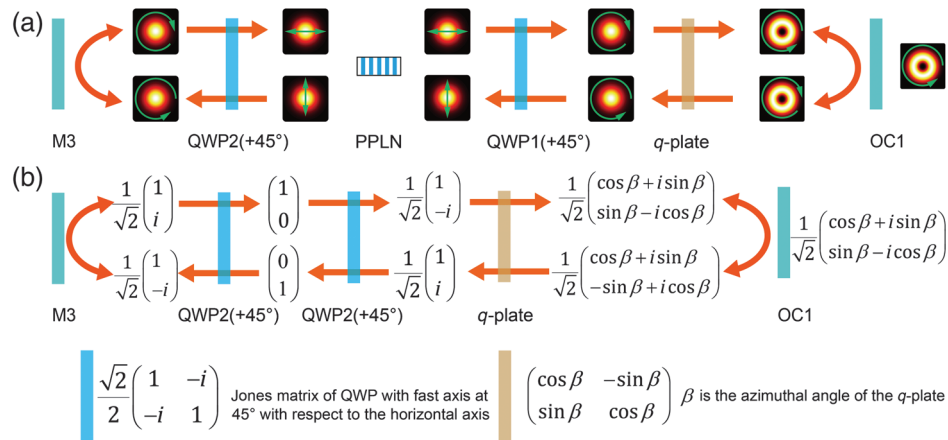 (a)
M3 QWP2(+45°) PPLN QWP1(+45°) q-plate OC1
(b)
1/√2 (1 i) (1 0) 1/√2 (1 −i) 1/√2 (cos β + i sin β sin β − i cos β)
1/√2 (cos β + i sin β sin β − i cos β)
1/√2 (1 −i) (0 1) 1/√2 (1 i) 1/√2 (cos β + i sin β −sin β + i cos β)
M3 QWP2(+45°) QWP2(+45°) q-plate OC1
√2/2 (1 −i −i 1)
Jones matrix of QWP with fast axis at
45° with respect to the horizontal axis
(cos β −sin β sin β cos β) β is the azimuthal angle of the q-plate